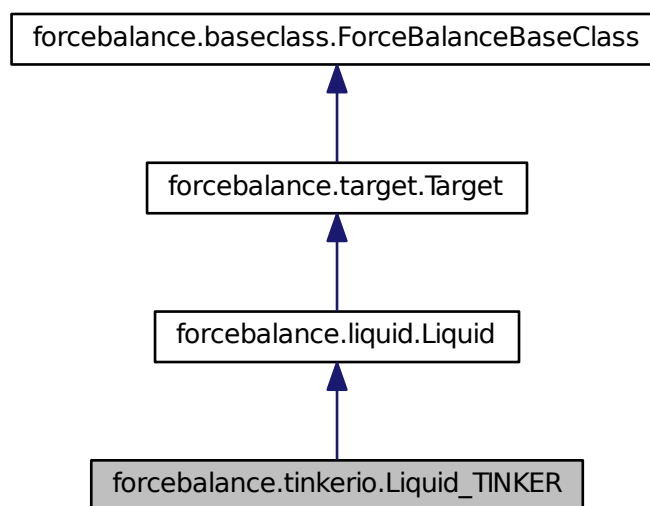 forcebalance.baseclass.ForceBalanceBaseClass
forcebalance.target.Target
forcebalance.liquid.Liquid
forcebalance.tinkerio.Liquid_TINKER